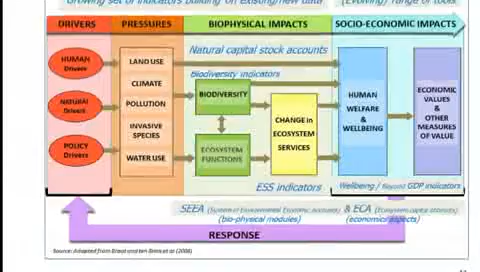 Growing set of indicators building on existing/new data
(Evolving) range of tools
DRIVERS
PRESSURES
BIOPHYSICAL IMPACTS
SOCIO-ECONOMIC IMPACTS
Natural capital stock accounts
Biodiversity indicators
HUMAN
Drivers
NATURAL
Drivers
POLICY
Drivers
LAND USE
CLIMATE
POLLUTION
INVASIVE
SPECIES
WATER USE
BIODIVERSITY
ECOSYSTEM
FUNCTIONS
CHANGE in
ECOSYSTEM
SERVICES
HUMAN
WELFARE
&
WELLBEING
ECONOMIC
VALUES
&
OTHER
MEASURES
OF VALUE
ESS indicators
Wellbeing / Beyond GDP indicators
SEEA (System of Environmental Economic accounts) & ECA (Ecosystem capital accounts)
(bio-physical modules)
(economic aspects)
RESPONSE
Source: Adapted from Braat and ten Brink et al (2008)